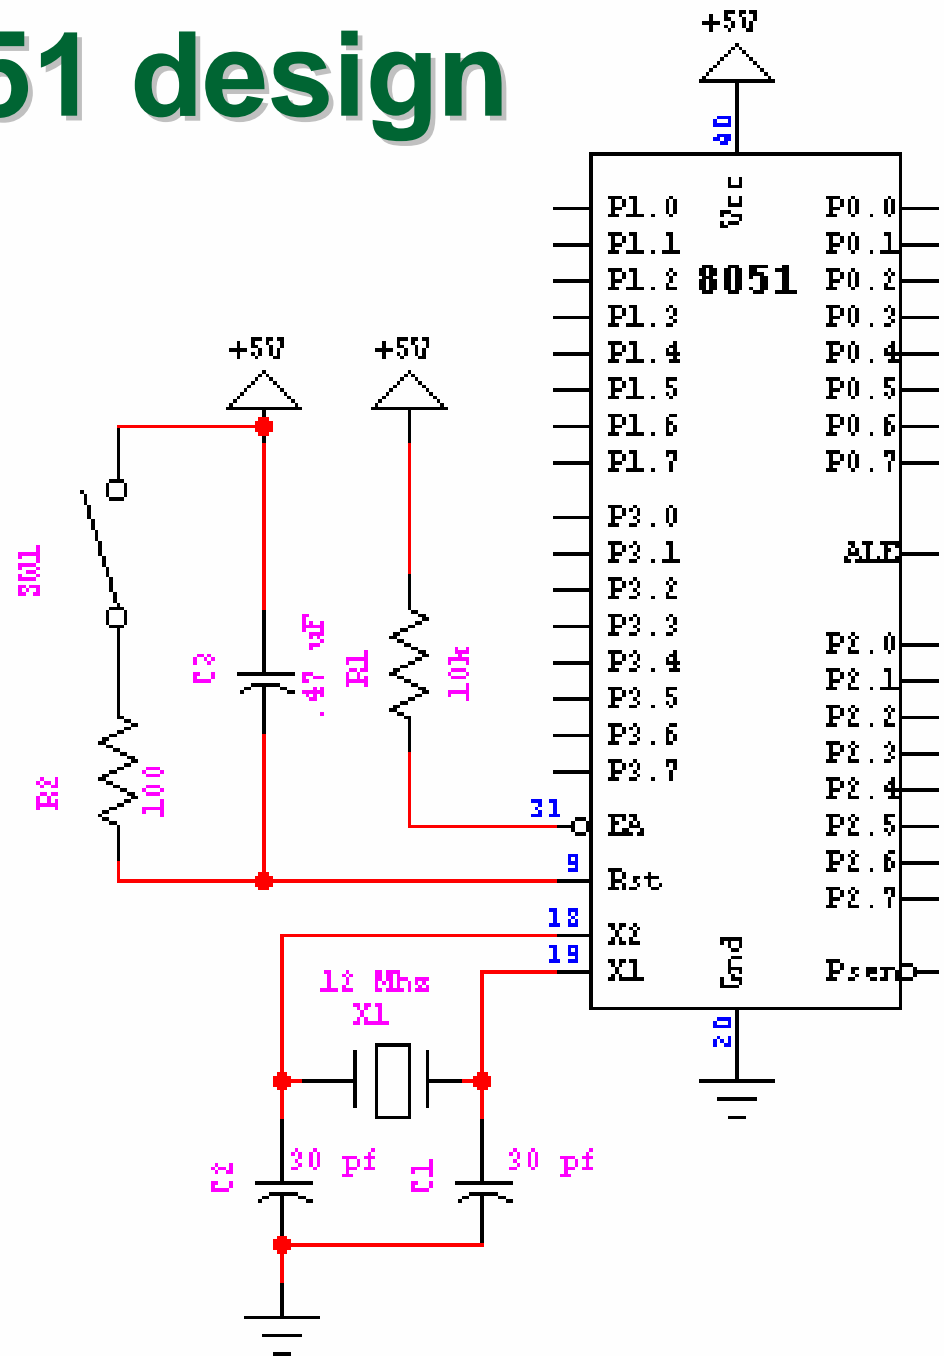 51 design
+5V
40
Vcc
8051
P1.0
P1.1
P1.2
P1.3
P1.4
P1.5
P1.6
P1.7
P3.0
P3.1
P3.2
P3.3
P3.4
P3.5
P3.6
P3.7
EA
Rst
X2
X1
P0.0
P0.1
P0.2
P0.3
P0.4
P0.5
P0.6
P0.7
ALE
P2.0
P2.1
P2.2
P2.3
P2.4
P2.5
P2.6
P2.7
Psen
Gnd
20
31
9
18
19
+5V
+5V
SW1
C3
.47 uF
R1
10k
R2
100
12 Mhz
X1
C2
30 pf
C1
30 pf